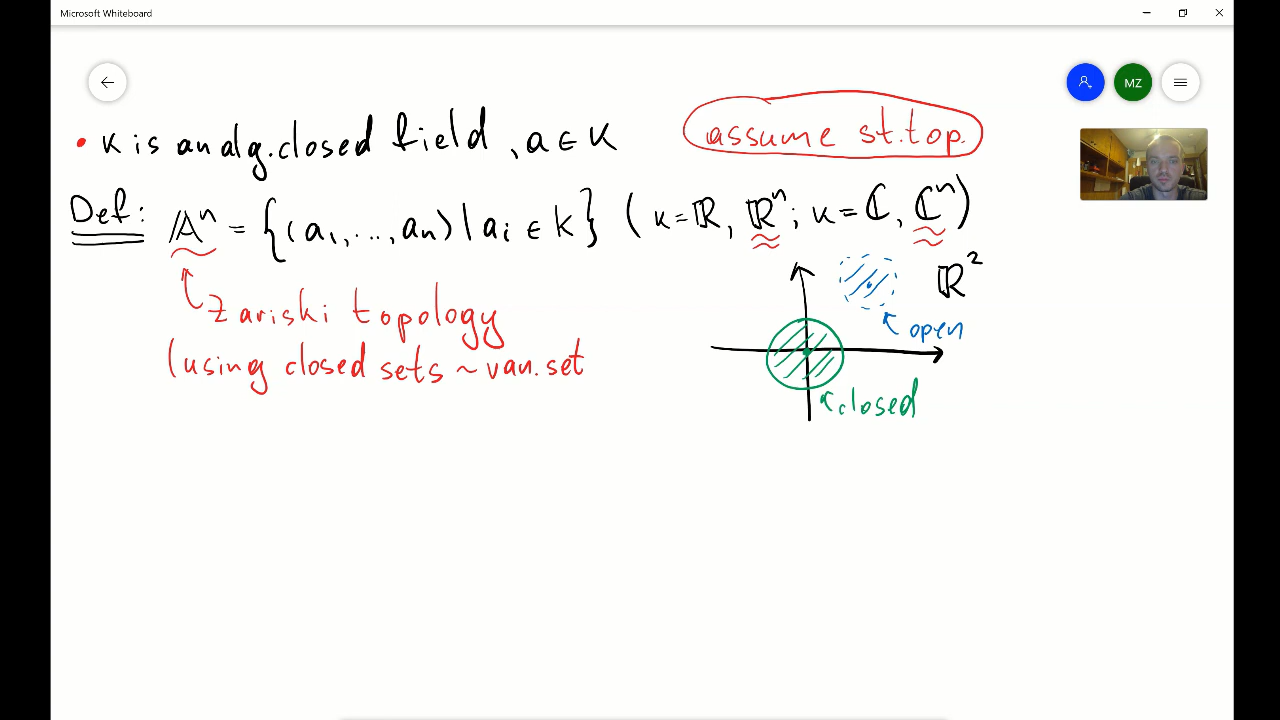 Microsoft Whiteboard
MZ
• K is an alg. closed field, a ∈ K
assume st. top.
Def: 𝔸ⁿ = {(a₁, ..., aₙ) | aᵢ ∈ K} (K = ℝ, ℝⁿ; K = ℂ, ℂⁿ)
Zariski topology
(using closed sets ~ van. set
ℝ²
open
closed